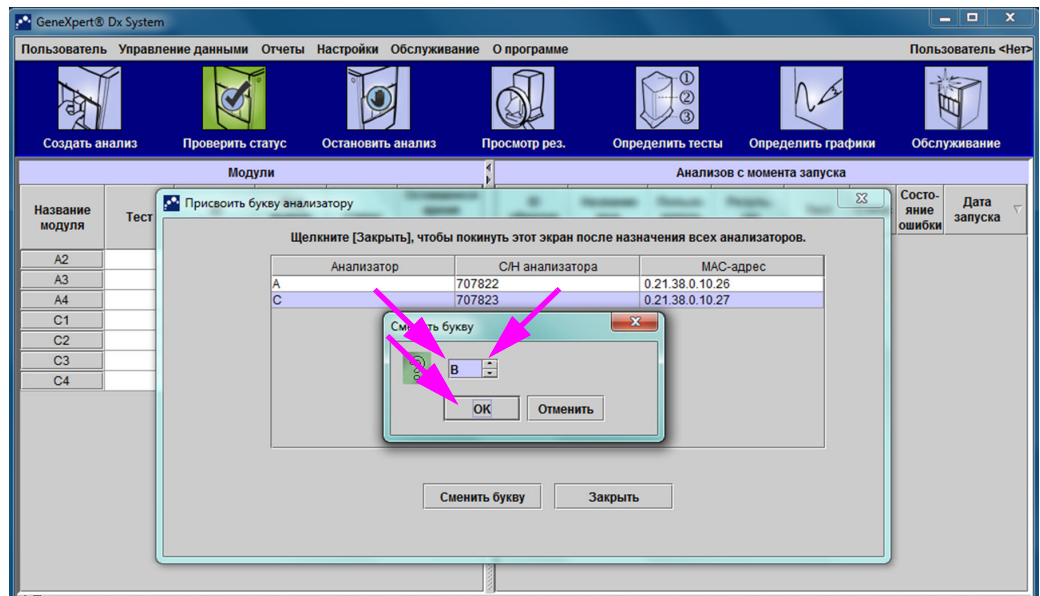 GeneXpert® Dx System
Пользователь Управление данными Отчеты Настройки Обслуживание О программе Пользователь <Нет>
① ② ③
Создать анализ Проверить статус Остановить анализ Просмотр рез. Определить тесты Определить графики Обслуживание
Модули Анализов с момента запуска
Название модуля Тест Состо-яние ошибки Дата запуска
Присвоить букву анализатору
Щелкните [Закрыть], чтобы покинуть этот экран после назначения всех анализаторов.
Анализатор С/Н анализатора MAC-адрес
A 707822 0.21.38.0.10.26
C 707823 0.21.38.0.10.27
A2
A3
A4
C1
C2
C3
C4
Сменить букву
B
OK Отменить
Сменить букву Закрыть